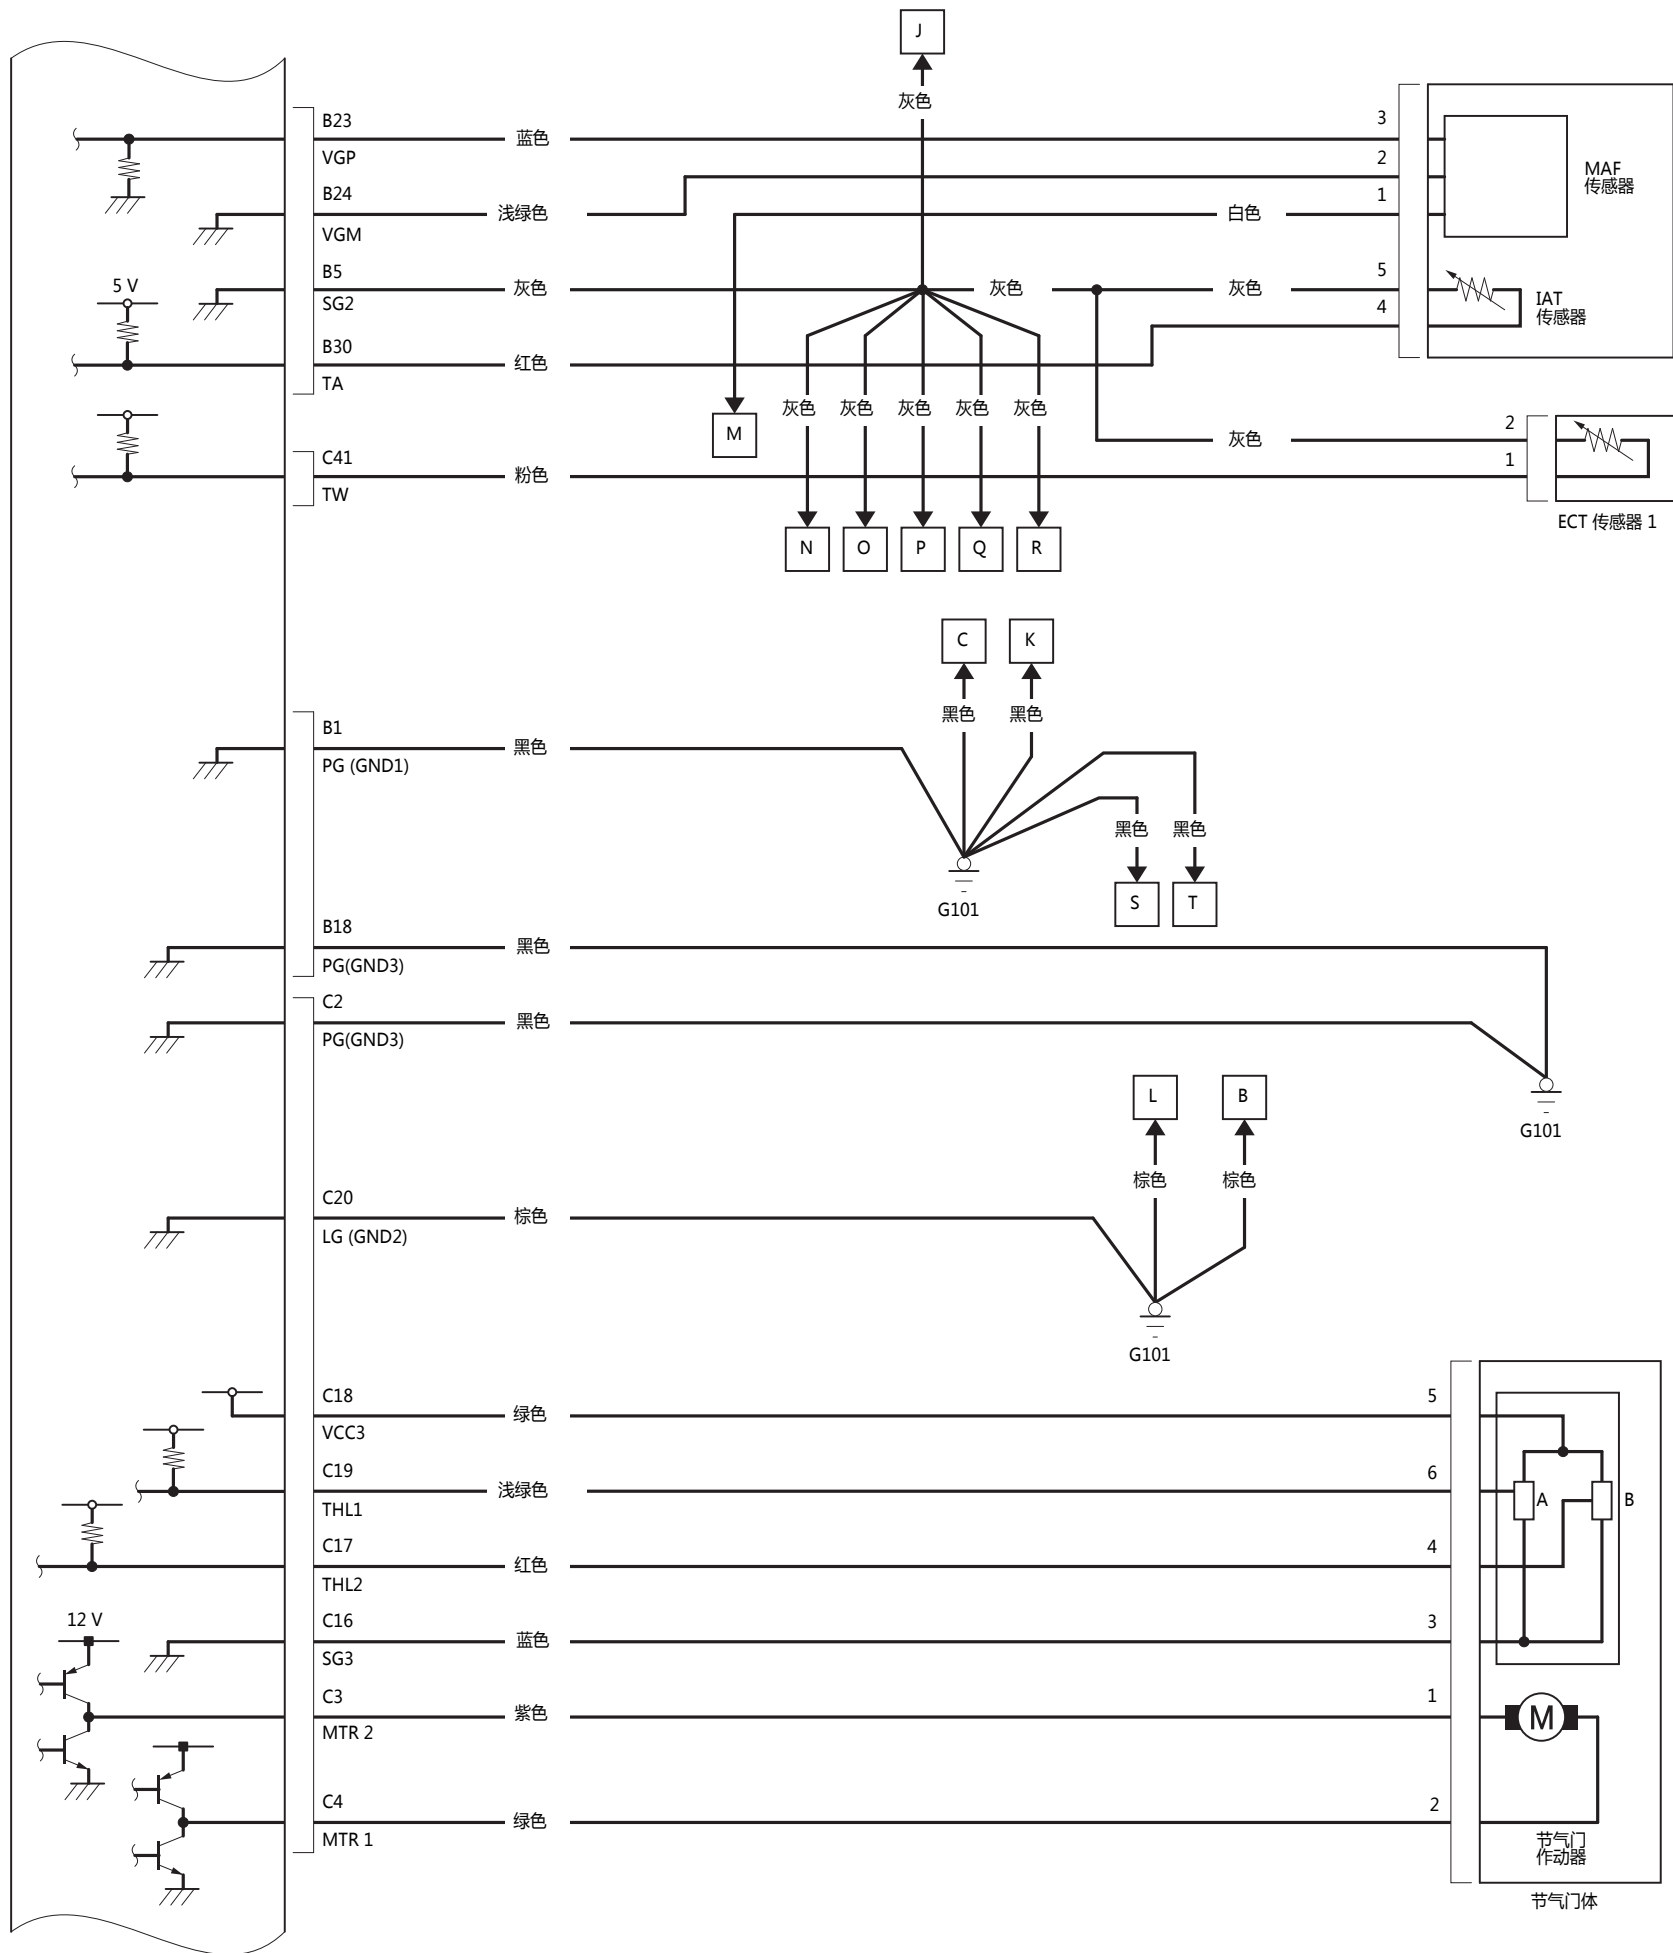 J
灰色
B23
蓝色
3
VGP
2
MAF
传感器
B24
浅绿色
1
白色
VGM
B5
灰色
灰色
灰色
5
5 V
SG2
4
IAT
传感器
B30
红色
TA
灰色
灰色
灰色
灰色
灰色
M
灰色
2
C41
粉色
1
TW
ECT 传感器 1
N
O
P
Q
R
C
K
黑色
黑色
B1
黑色
PG (GND1)
黑色
黑色
G101
S
T
B18
黑色
PG(GND3)
C2
黑色
PG(GND3)
L
B
G101
棕色
棕色
C20
棕色
LG (GND2)
G101
C18
绿色
5
VCC3
C19
浅绿色
6
THL1
A
B
C17
红色
4
THL2
12 V
C16
蓝色
3
SG3
C3
紫色
1
MTR 2
M
C4
绿色
2
MTR 1
节气门
作动器
节气门体